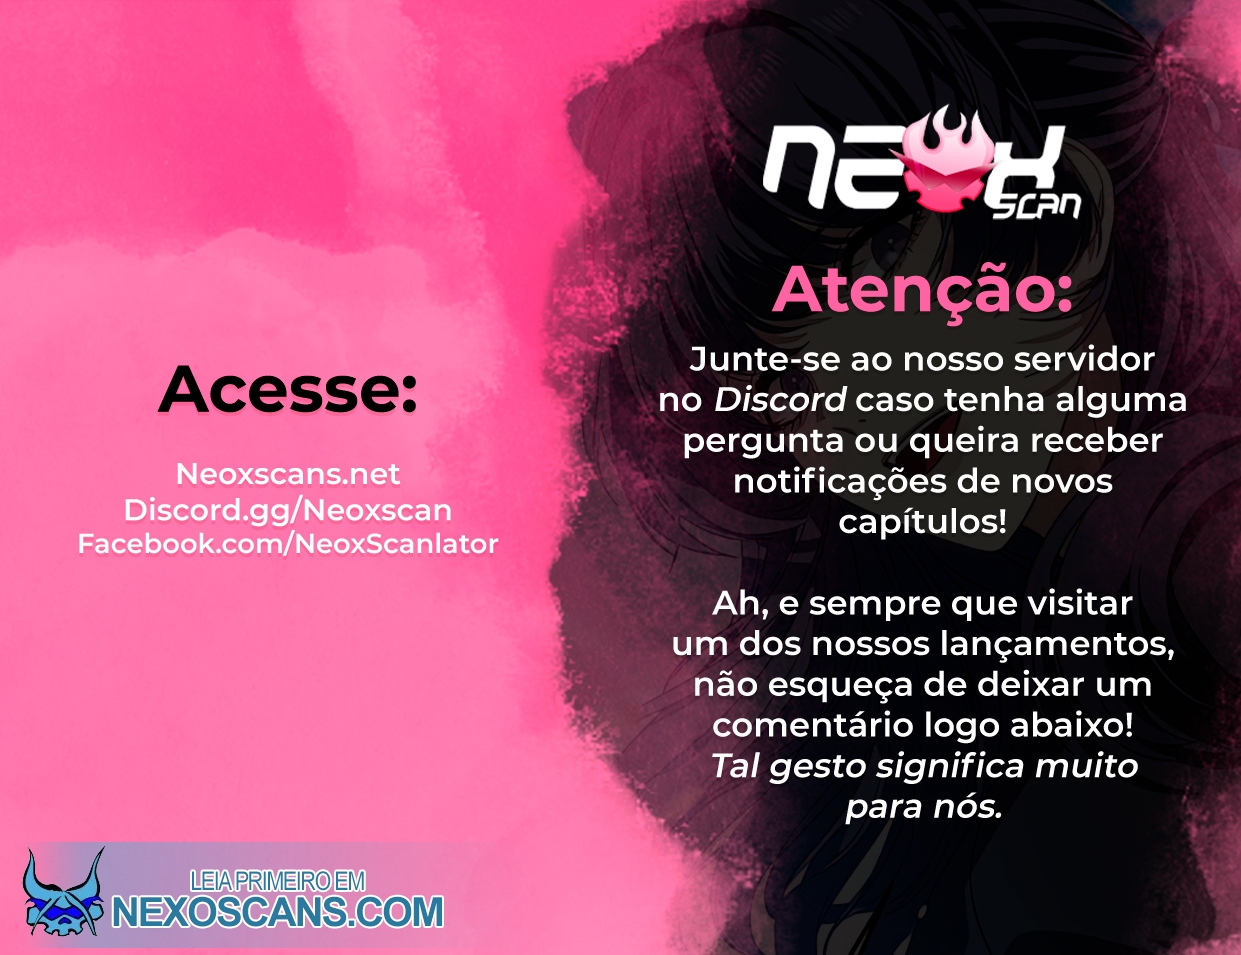 Acesse:
Neoxscans.net
Discord.gg/Neoxscan
Facebook.com/NeoxScanlator
LEIA PRIMEIRO EM
NEXOSCANS.COM
NEOX
SCAN
Atenção:
Junte-se ao nosso servidor
no Discord caso tenha alguma
pergunta ou queira receber
notificações de novos
capítulos!
Ah, e sempre que visitar
um dos nossos lançamentos,
não esqueça de deixar um
comentário logo abaixo!
Tal gesto significa muito
para nós.